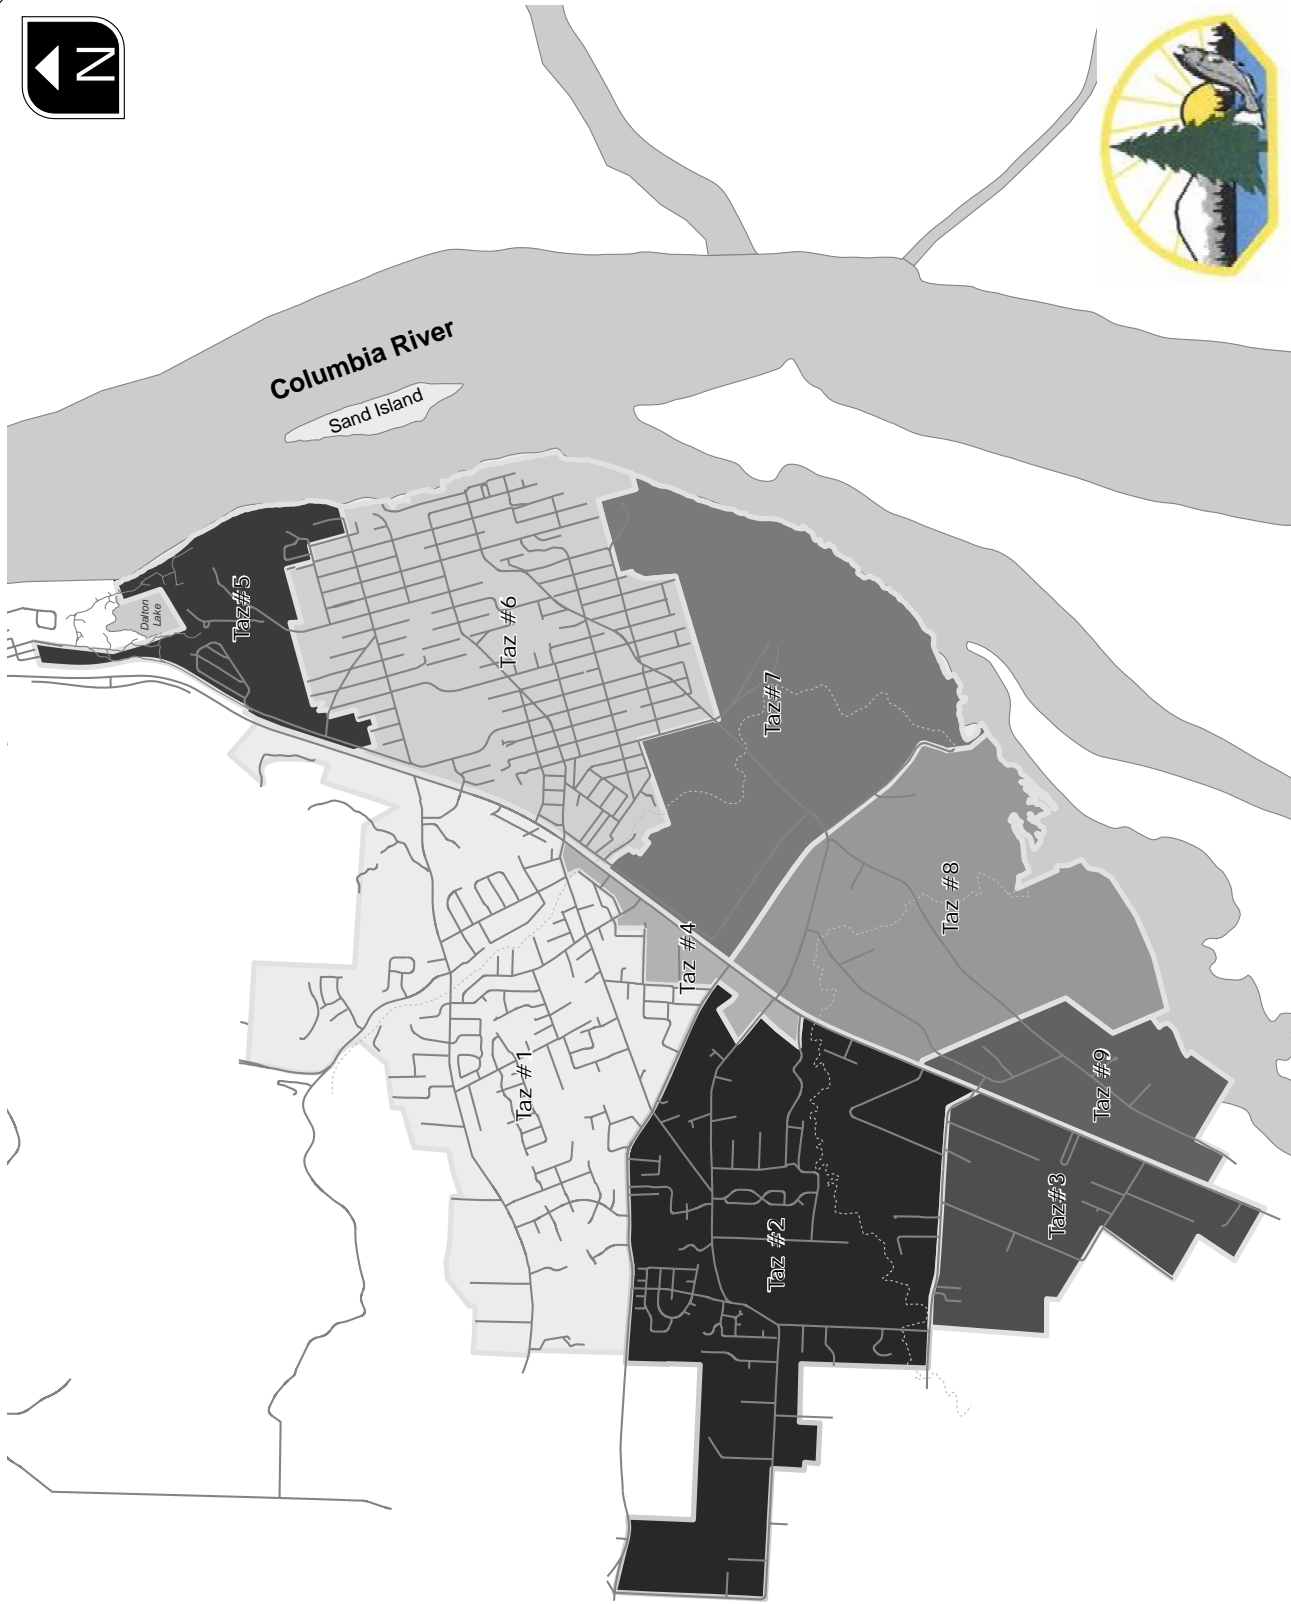 N
Columbia River
Sand Island
Dalton
Lake
Taz#5
Taz #6
Taz#7
Taz #8
Taz #4
Taz #1
Taz #9
Taz#3
Taz #2